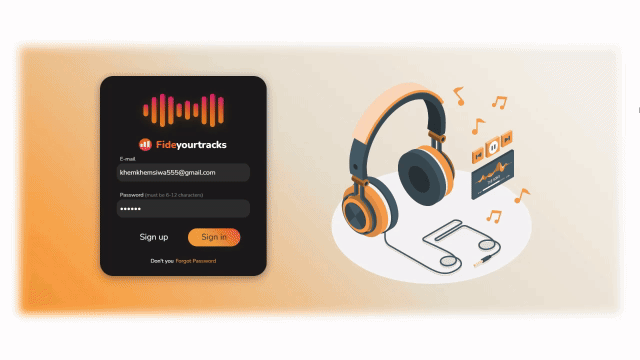 Fideyourtracks
E-mail
khemkhemsiwa555@gmail.com
Password (must be 6-12 characters)
Sign up
Sign in
Don't you Forgot Password